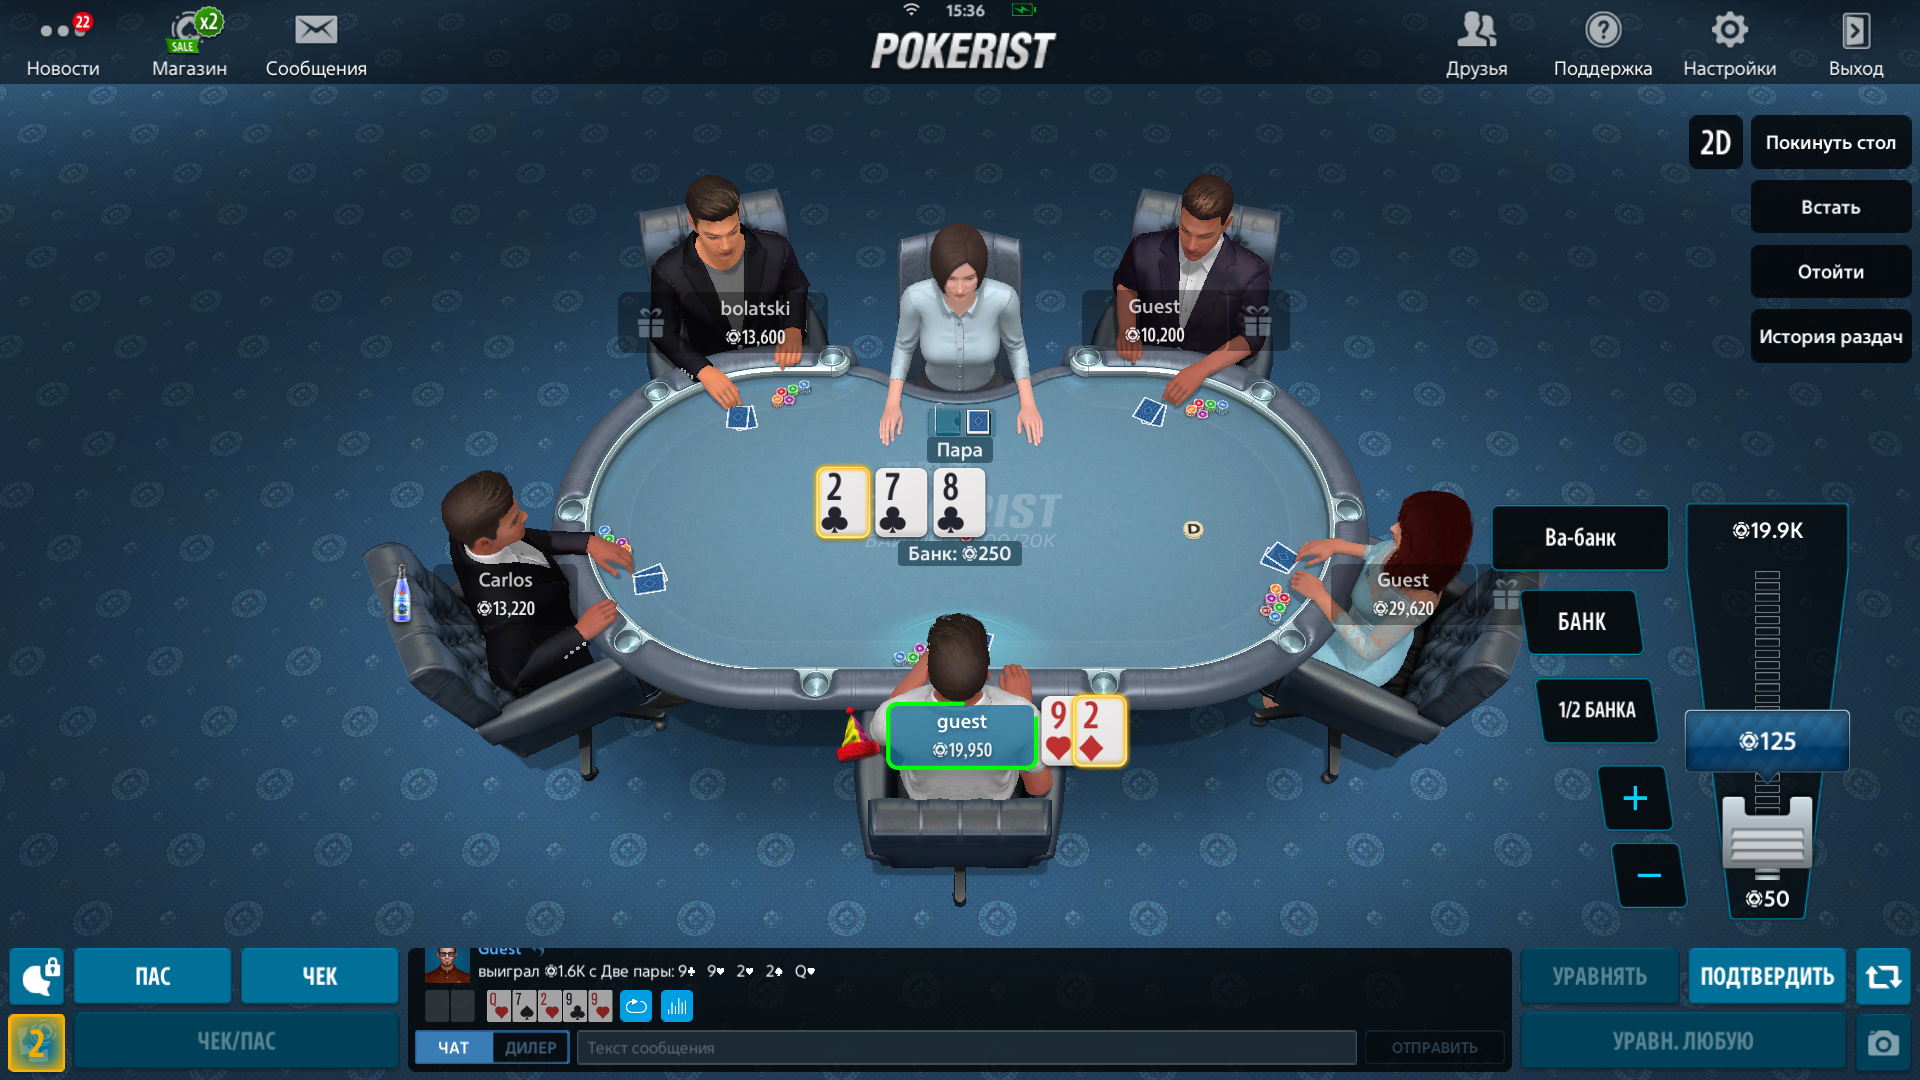 22
x2
SALE
15:36
Новости
Магазин
Сообщения
POKERIST
Друзья
Поддержка
Настройки
Выход
2D
Покинуть стол
Встать
Отойти
История раздач
bolatski
13,600
Guest
10,200
Пара
2
7
8
Банк: 250
D
Carlos
13,220
Guest
29,620
guest
19,950
9
2
Ва-банк
19.9K
БАНК
1/2 БАНКА
125
+
−
50
ПАС
ЧЕК
2
ЧЕК/ПАС
Guest
выиграл 1.6K с Две пары: 9♣ 9♥ 2♥ 2♠ Q♥
Q 7 2 9 9
ЧАТ
ДИЛЕР
Текст сообщения
ОТПРАВИТЬ
УРАВНЯТЬ
ПОДТВЕРДИТЬ
УРАВН. ЛЮБУЮ